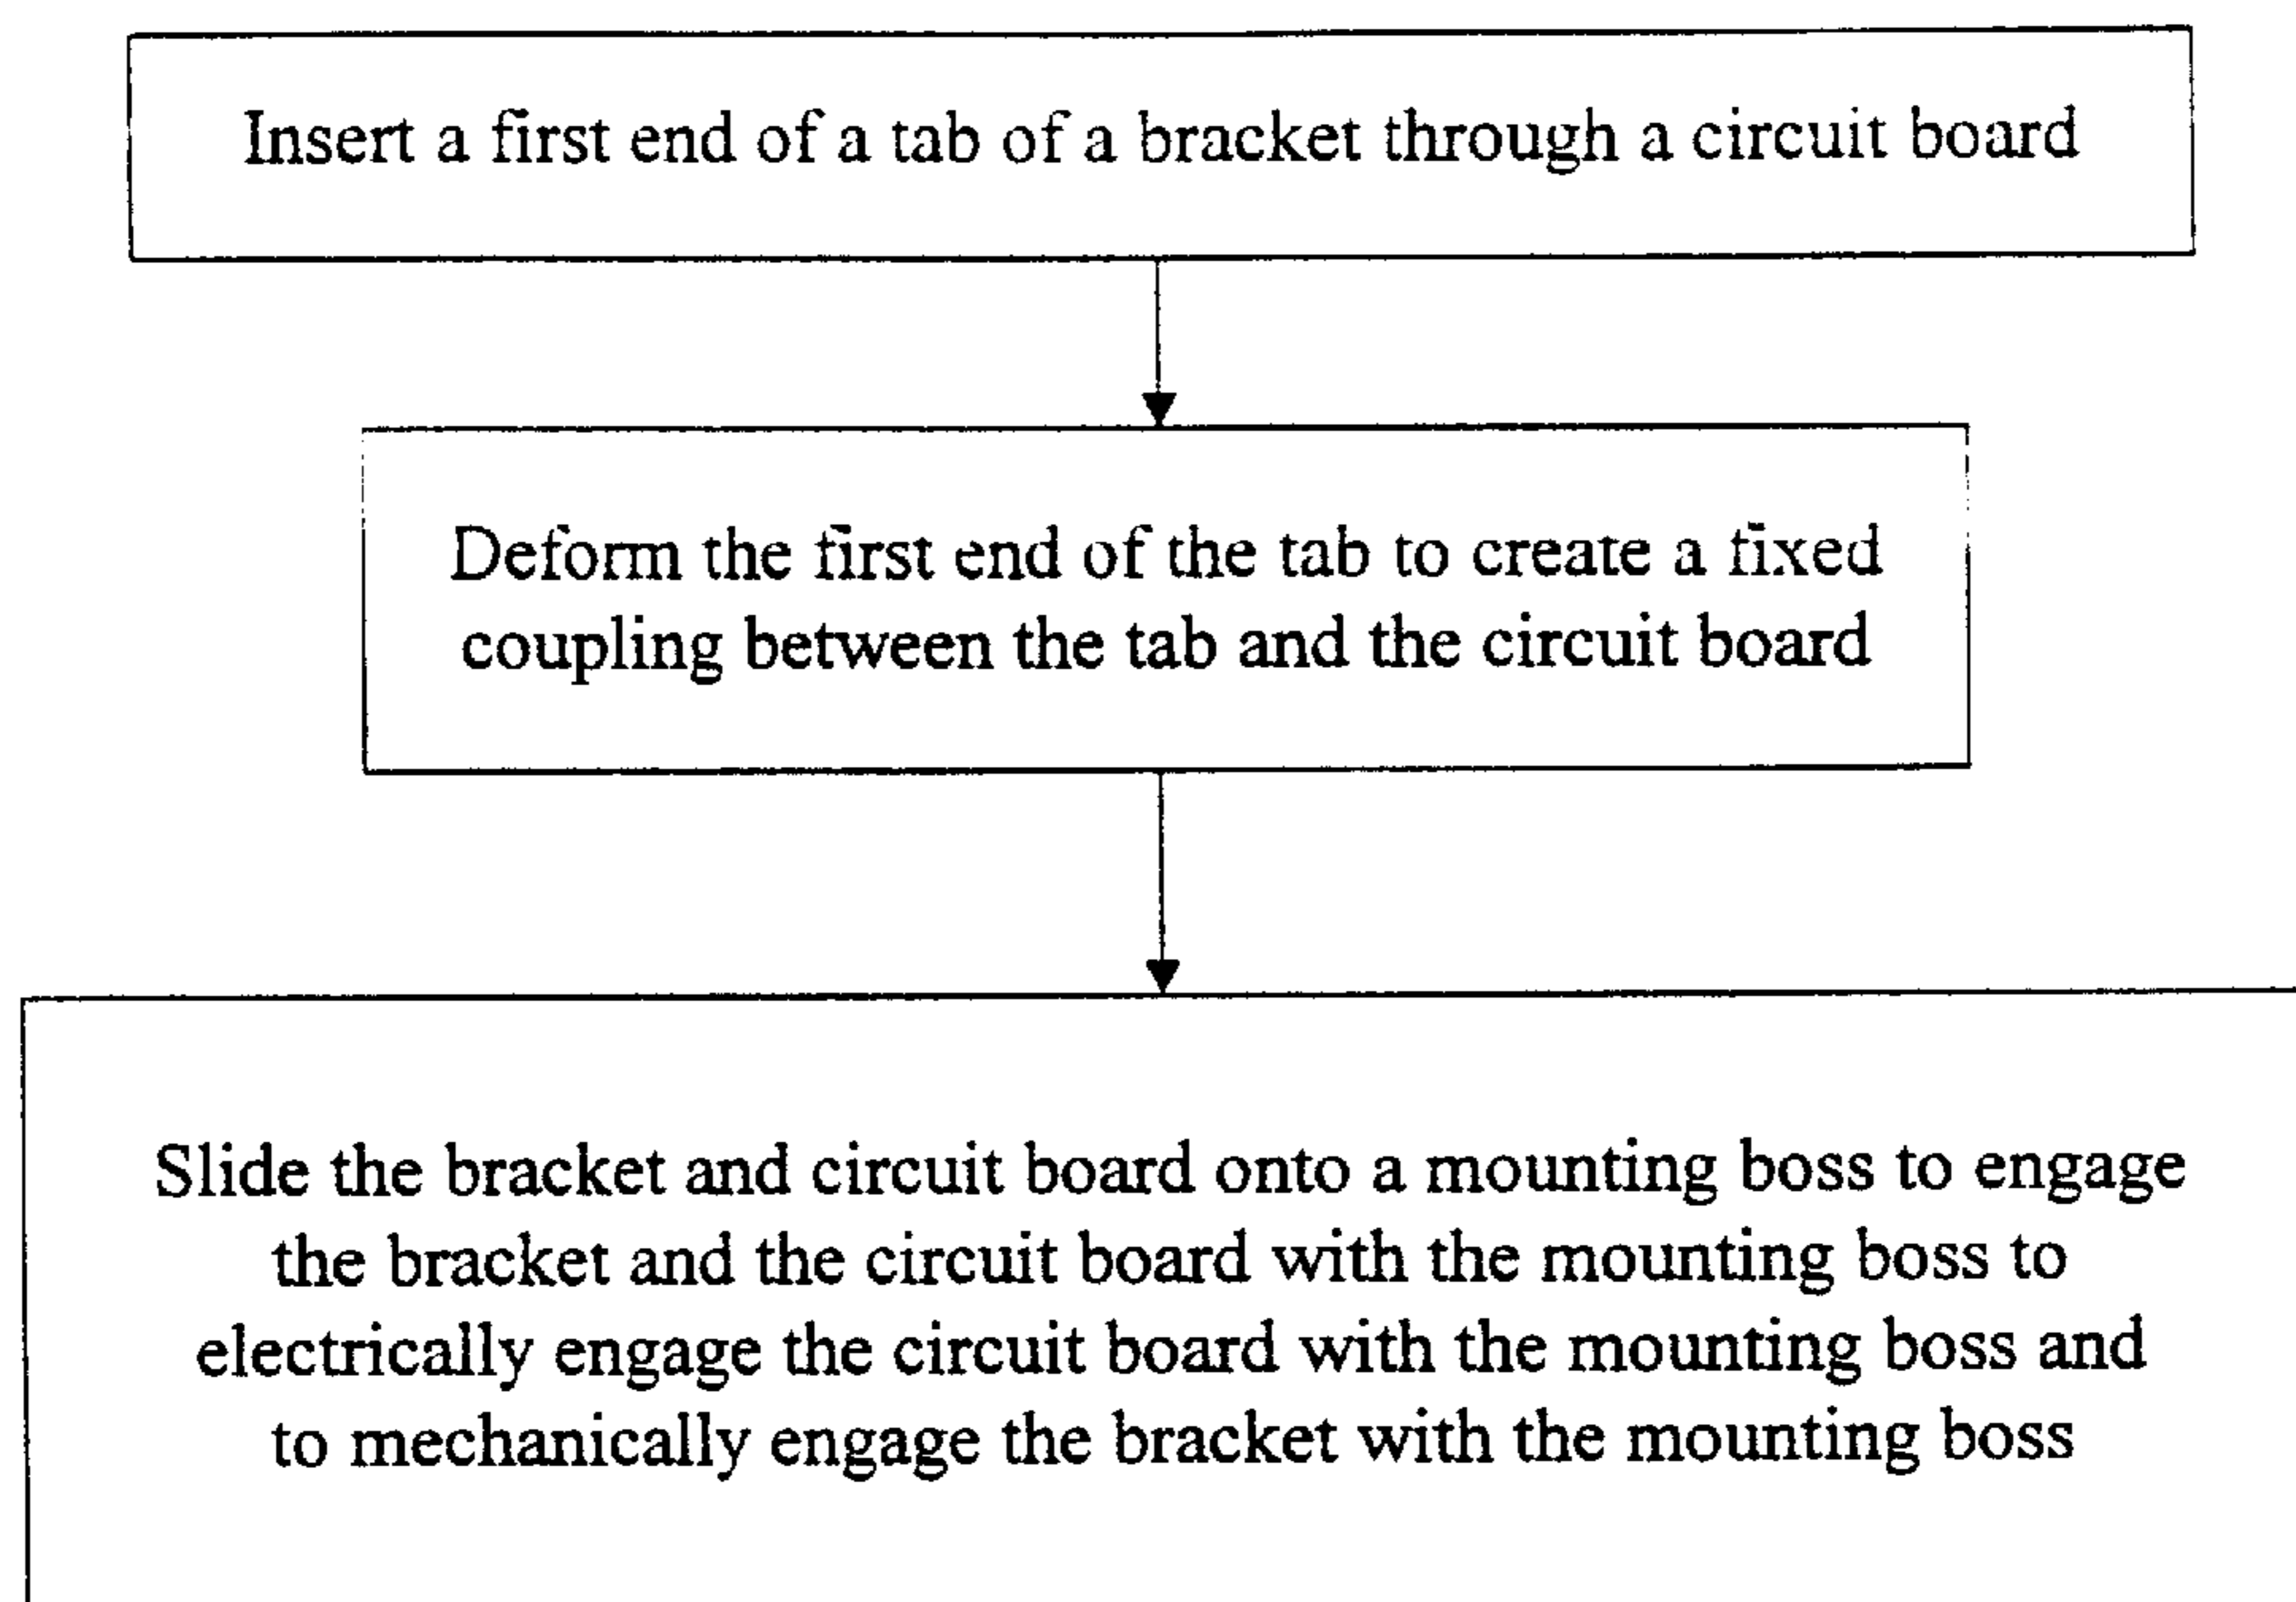 Insert a first end of a tab of a bracket through a circuit board
Deform the first end of the tab to create a fixed
coupling between the tab and the circuit board
Slide the bracket and circuit board onto a mounting boss to engage
the bracket and the circuit board with the mounting boss to
electrically engage the circuit board with the mounting boss and
to mechanically engage the bracket with the mounting boss